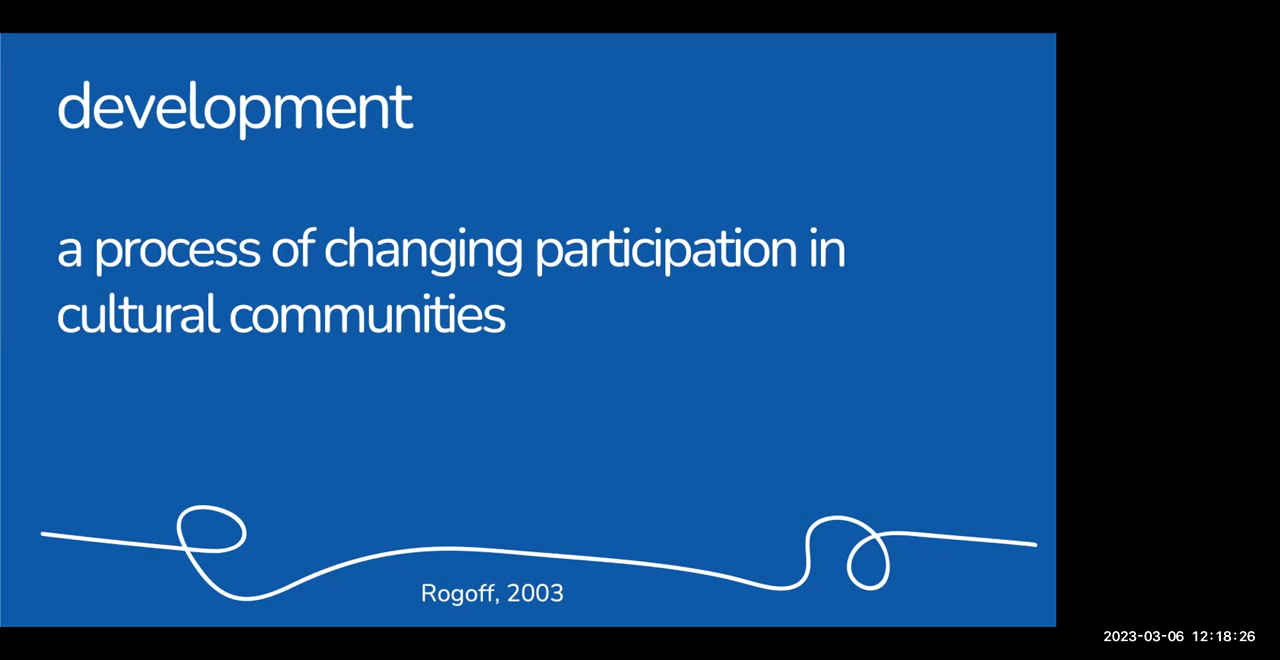 development
a process of changing participation in
cultural communities
Rogoff, 2003
2023-03-06 12:18:26